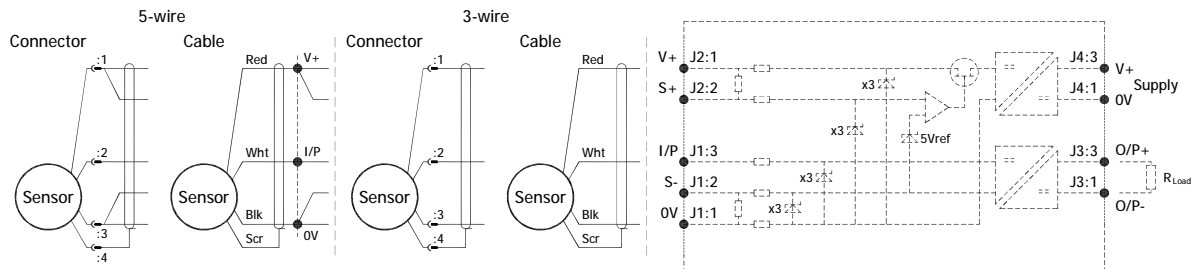 5-wire
Connector
Cable
:1
:2
:3
:4
Sensor
Red
Wht
Blk
Scr
Sensor
V+
I/P
0V
3-wire
Connector
Cable
:1
:2
:3
:4
Sensor
Red
Wht
Blk
Scr
Sensor
V+ J2:1
S+ J2:2
I/P J1:3
S- J1:2
0V J1:1
x3
x3
x3
x3
5Vref
J4:3 V+
Supply
J4:1 0V
J3:3 O/P+
J3:1 O/P-
RLoad